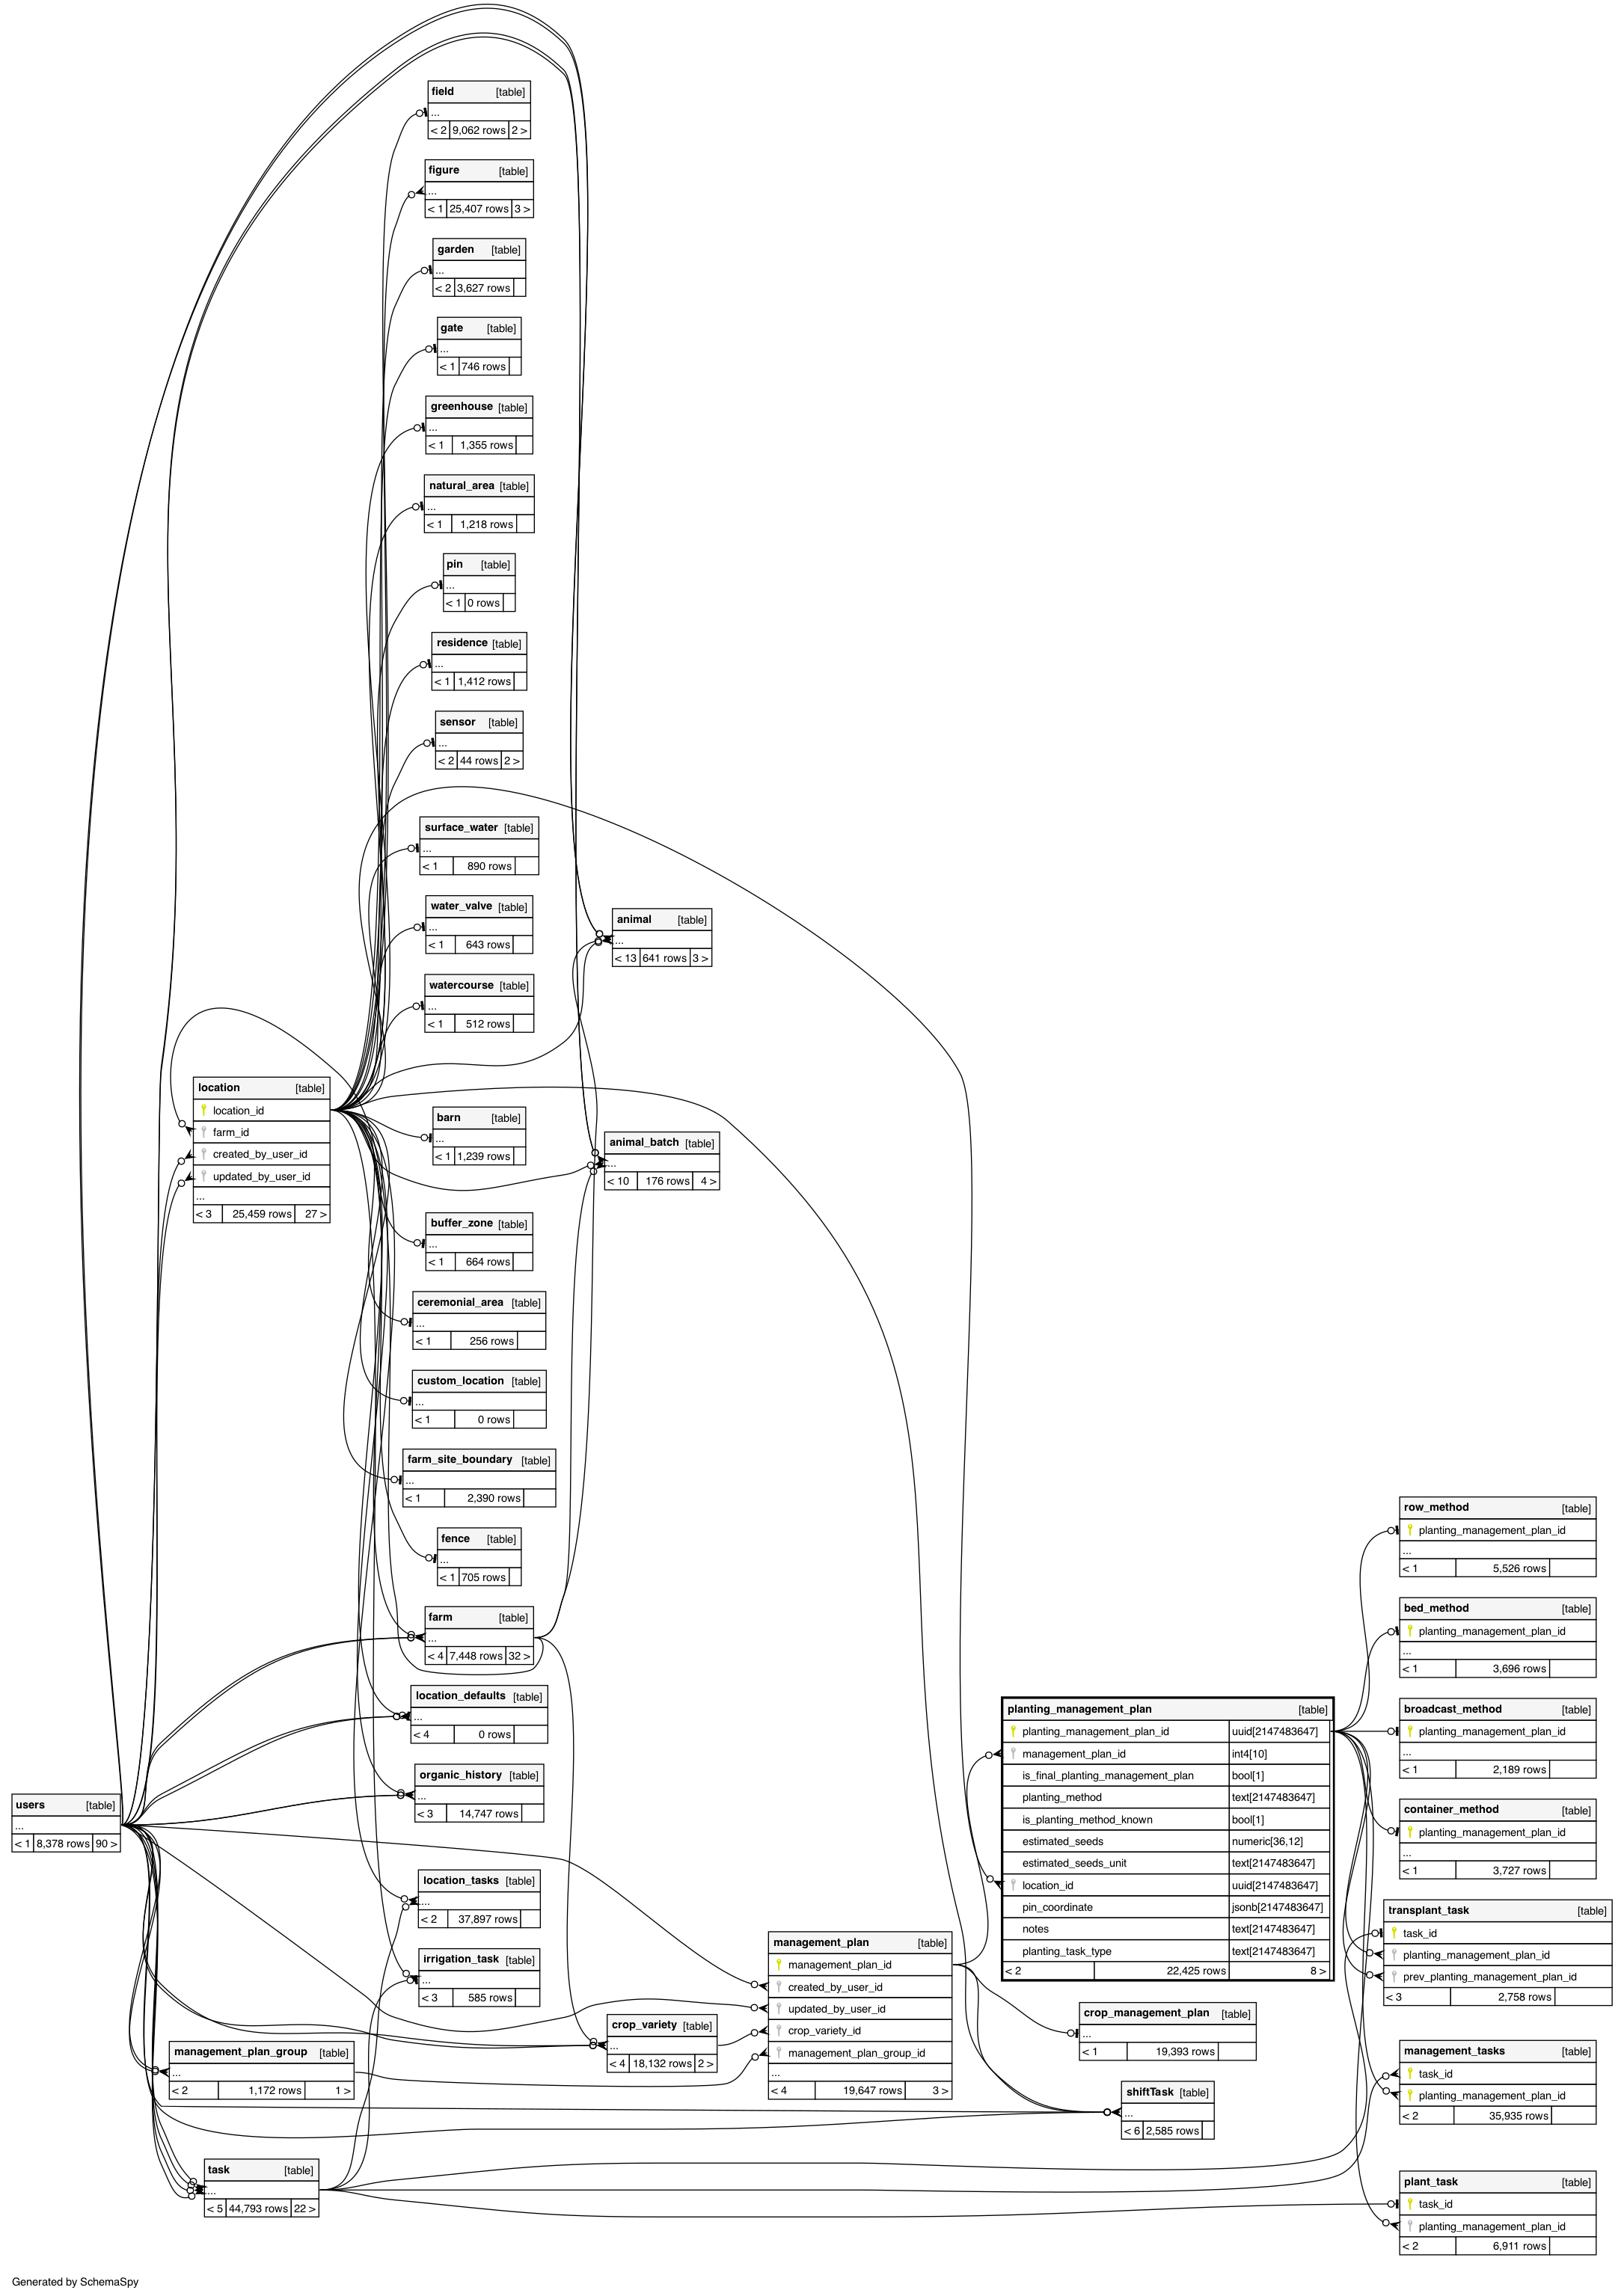 field [table]
...
< 2 9,062 rows 2 >
figure [table]
...
< 1 25,407 rows 3 >
garden [table]
...
< 2 3,627 rows
gate [table]
...
< 1 746 rows
greenhouse [table]
...
< 1 1,355 rows
natural_area [table]
...
< 1 1,218 rows
pin [table]
...
< 1 0 rows
residence [table]
...
< 1 1,412 rows
sensor [table]
...
< 2 44 rows 2 >
surface_water [table]
...
< 1 890 rows
water_valve [table]
...
< 1 643 rows
animal [table]
...
< 13 641 rows 3 >
watercourse [table]
...
< 1 512 rows
location [table]
location_id
farm_id
created_by_user_id
updated_by_user_id
...
< 3 25,459 rows 27 >
barn [table]
...
< 1 1,239 rows
animal_batch [table]
...
< 10 176 rows 4 >
buffer_zone [table]
...
< 1 664 rows
ceremonial_area [table]
...
< 1 256 rows
custom_location [table]
...
< 1 0 rows
farm_site_boundary [table]
...
< 1 2,390 rows
fence [table]
...
< 1 705 rows
farm [table]
...
< 4 7,448 rows 32 >
location_defaults [table]
...
< 4 0 rows
organic_history [table]
...
< 3 14,747 rows
users [table]
...
< 1 8,378 rows 90 >
location_tasks [table]
...
< 2 37,897 rows
irrigation_task [table]
...
< 3 585 rows
crop_variety [table]
...
< 4 18,132 rows 2 >
management_plan_group [table]
...
< 2 1,172 rows 1 >
task [table]
...
< 5 44,793 rows 22 >
management_plan [table]
management_plan_id
created_by_user_id
updated_by_user_id
crop_variety_id
management_plan_group_id
...
< 4 19,647 rows 3 >
planting_management_plan [table]
planting_management_plan_id uuid[2147483647]
management_plan_id int4[10]
is_final_planting_management_plan bool[1]
planting_method text[2147483647]
is_planting_method_known bool[1]
estimated_seeds numeric[36,12]
estimated_seeds_unit text[2147483647]
location_id uuid[2147483647]
pin_coordinate jsonb[2147483647]
notes text[2147483647]
planting_task_type text[2147483647]
< 2 22,425 rows 8 >
crop_management_plan [table]
...
< 1 19,393 rows
shiftTask [table]
...
< 6 2,585 rows
row_method [table]
planting_management_plan_id
...
< 1 5,526 rows
bed_method [table]
planting_management_plan_id
...
< 1 3,696 rows
broadcast_method [table]
planting_management_plan_id
...
< 1 2,189 rows
container_method [table]
planting_management_plan_id
...
< 1 3,727 rows
transplant_task [table]
task_id
planting_management_plan_id
prev_planting_management_plan_id
< 3 2,758 rows
management_tasks [table]
task_id
planting_management_plan_id
< 2 35,935 rows
plant_task [table]
task_id
planting_management_plan_id
< 2 6,911 rows
Generated by SchemaSpy